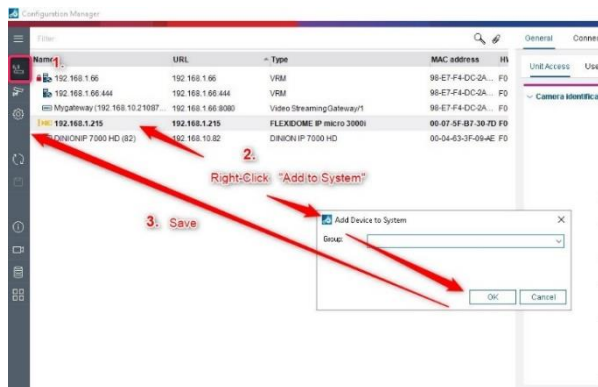 Configuration Manager
Filter
General Connec
1.
Name URL Type MAC address HW
Unit Access Use
192.168.1.66 192.168.1.66 VRM 98-E7-F4-DC-2A... F0
192.168.1.66:444 192.168.1.66:444 VRM 98-E7-F4-DC-2A... F0
Camera identifica
Mygateway (192.168.10.21087... 192.168.1.66:8080 Video Streaming Gateway/1 98-E7-F4-DC-2A... F0
192.168.1.215 192.168.1.215 FLEXIDOME IP micro 3000i 00-07-5F-B7-30-7D F0
DINIONIP 7000 HD (82) 192.168.10.82 DINION IP 7000 HD 00-04-63-3F-09-AE F0
2.
Right-Click "Add to System"
3. Save
Add Device to System
Group:
OK Cancel